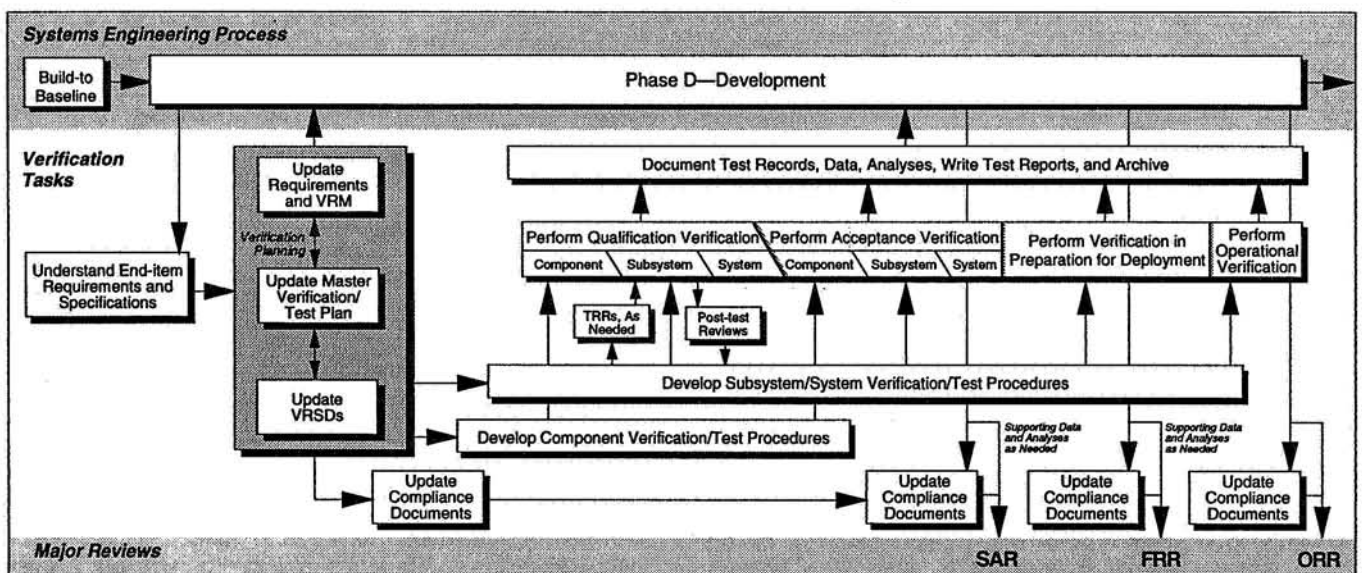 Systems Engineering Process
Build-to
Baseline
Phase D—Development
Verification
Tasks
Update
Requirements
and VRM
Document Test Records, Data, Analyses, Write Test Reports, and Archive
Verification
Planning
Perform Qualification Verification
Perform Acceptance Verification
Perform Verification in
Preparation for Deployment
Perform
Operational
Verification
Component
Subsystem
System
Component
Subsystem
System
Understand End-item
Requirements and
Specifications
Update Master
Verification/
Test Plan
TRRs, As
Needed
Post-test
Reviews
Update
VRSDs
Develop Subsystem/System Verification/Test Procedures
Develop Component Verification/Test Procedures
Supporting Data
and Analyses
as Needed
Supporting Data
and Analyses
as Needed
Update
Compliance
Documents
Update
Compliance
Documents
Update
Compliance
Documents
Update
Compliance
Documents
Major Reviews
SAR
FRR
ORR